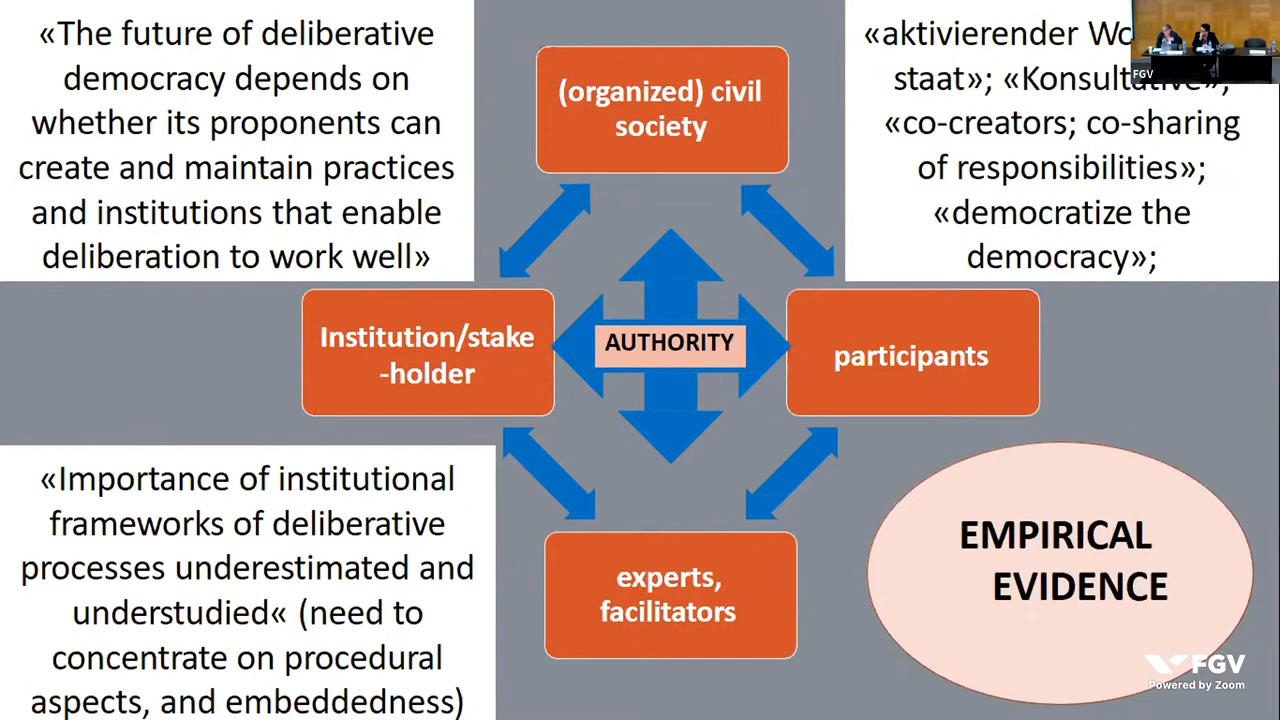 «The future of deliberative
democracy depends on
whether its proponents can
create and maintain practices
and institutions that enable
deliberation to work well»
(organized) civil
society
«aktivierender
staat»;
«co-creators; co-sharing
of responsibilities»;
«democratize the
democracy»;
FGV
Institution/stake
-holder
AUTHORITY
participants
«Importance of institutional
frameworks of deliberative
processes underestimated and
understudied« (need to
concentrate on procedural
aspects, and embeddedness)
experts,
facilitators
EMPIRICAL
EVIDENCE
FGV
Powered by Zoom